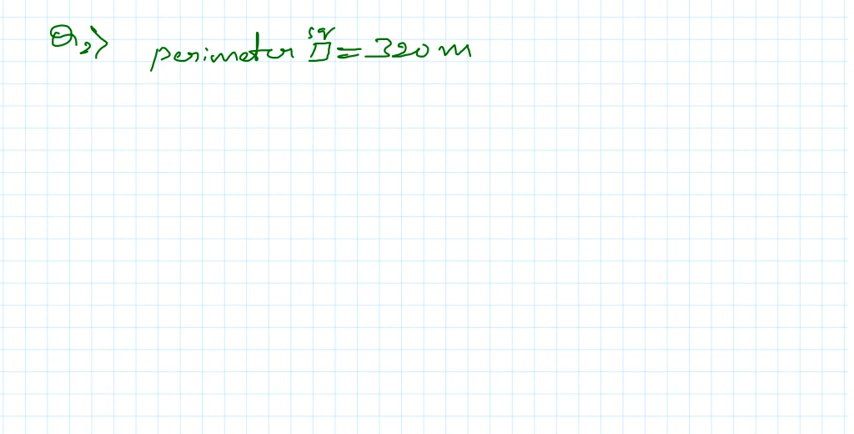 Q2) perimeter sq □ = 320 m